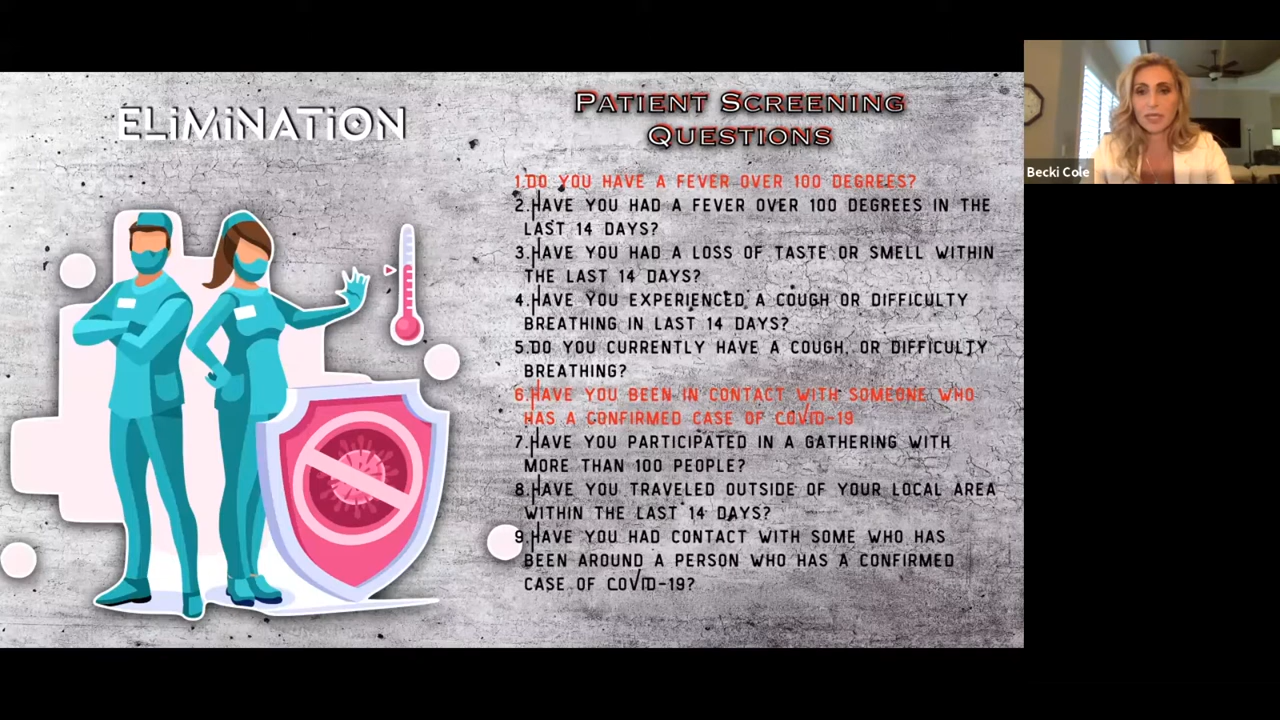 ELiMiNATiON
PATIENT SCREENING
QUESTIONS
1.DO YOU HAVE A FEVER OVER 100 DEGREES?
2.HAVE YOU HAD A FEVER OVER 100 DEGREES IN THE
LAST 14 DAYS?
3.HAVE YOU HAD A LOSS OF TASTE OR SMELL WITHIN
THE LAST 14 DAYS?
4.HAVE YOU EXPERIENCED A COUGH OR DIFFICULTY
BREATHING IN LAST 14 DAYS?
5.DO YOU CURRENTLY HAVE A COUGH, OR DIFFICULTY
BREATHING?
6.HAVE YOU BEEN IN CONTACT WITH SOMEONE WHO
HAS A CONFIRMED CASE OF COVID-19
7.HAVE YOU PARTICIPATED IN A GATHERING WITH
MORE THAN 100 PEOPLE?
8.HAVE YOU TRAVELED OUTSIDE OF YOUR LOCAL AREA
WITHIN THE LAST 14 DAYS?
9.HAVE YOU HAD CONTACT WITH SOME WHO HAS
BEEN AROUND A PERSON WHO HAS A CONFIRMED
CASE OF COVID-19?
Becki Cole